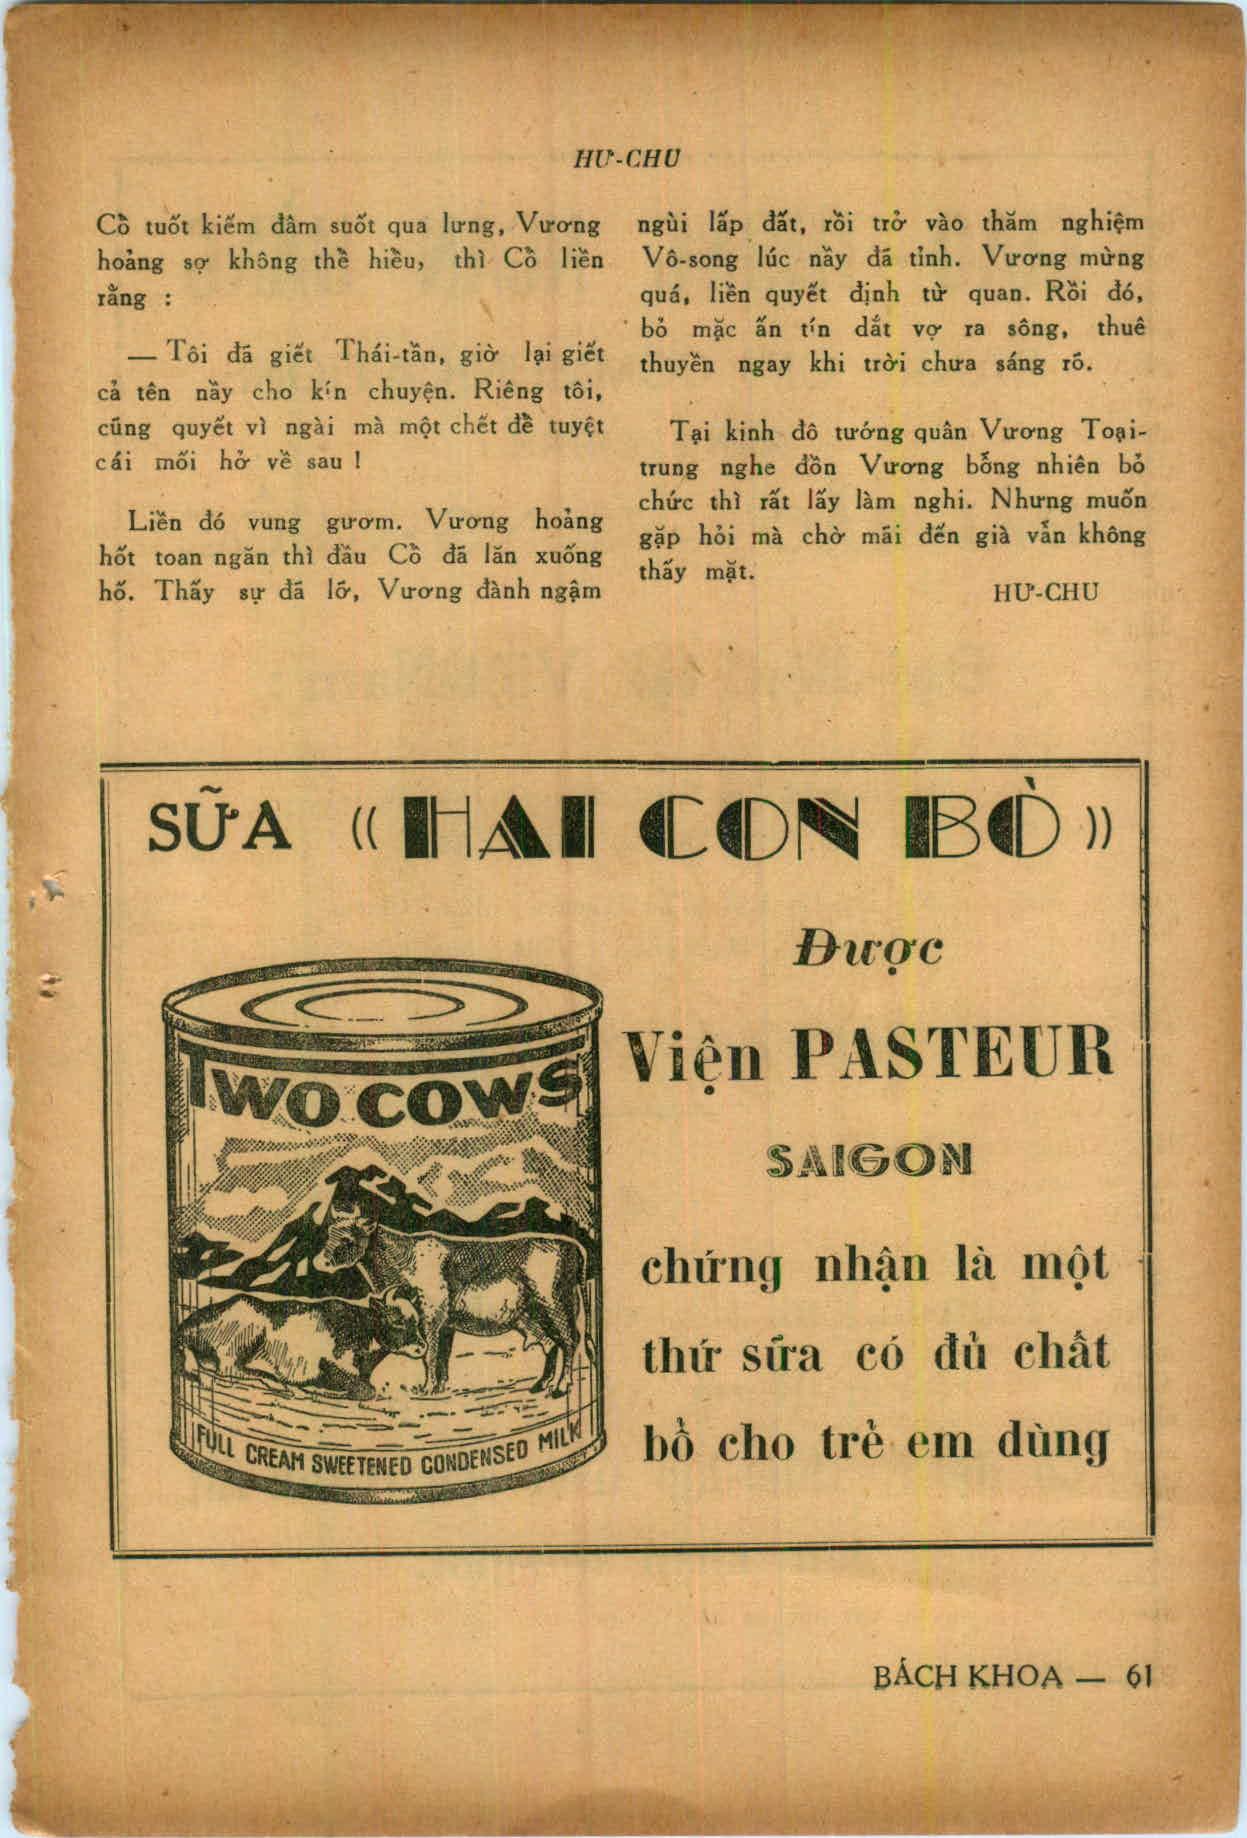 HƯ-CHU
Cồ tuốt kiếm đâm suốt qua lưng, Vương
hoảng sợ không thể hiểu, thì Cồ liền
rằng :
— Tôi đã giết Thái-tần, giờ lại giết
cả tên nầy cho kín chuyện. Riêng tôi,
cũng quyết vì ngài mà một chết để tuyệt
cái mối hở về sau !
Liền đó vung gươm. Vương hoảng
hốt toan ngăn thì đầu Cồ đã lăn xuống
hố. Thấy sự đã lỡ, Vương đành ngậm
ngùi lấp đất, rồi trở vào thăm nghiệm
Vô-song lúc nầy đã tỉnh. Vương mừng
quá, liền quyết định từ quan. Rồi đó,
bỏ mặc ấn tín dắt vợ ra sông, thuê
thuyền ngay khi trời chưa sáng rõ.
Tại kinh đô tướng quân Vương Toại-
trung nghe đồn Vương bỗng nhiên bỏ
chức thì rất lấy làm nghi. Nhưng muốn
gặp hỏi mà chờ mãi đến già vẫn không
thấy mặt.
HƯ-CHU
SỮA « HAI CON BÒ »
Được
Viện PASTEUR
SAIGON
chứng nhận là một
thứ sữa có đủ chất
bổ cho trẻ em dùng
TWO COWS
FULL CREAM SWEETENED CONDENSED MILK
BÁCH KHOA — 61